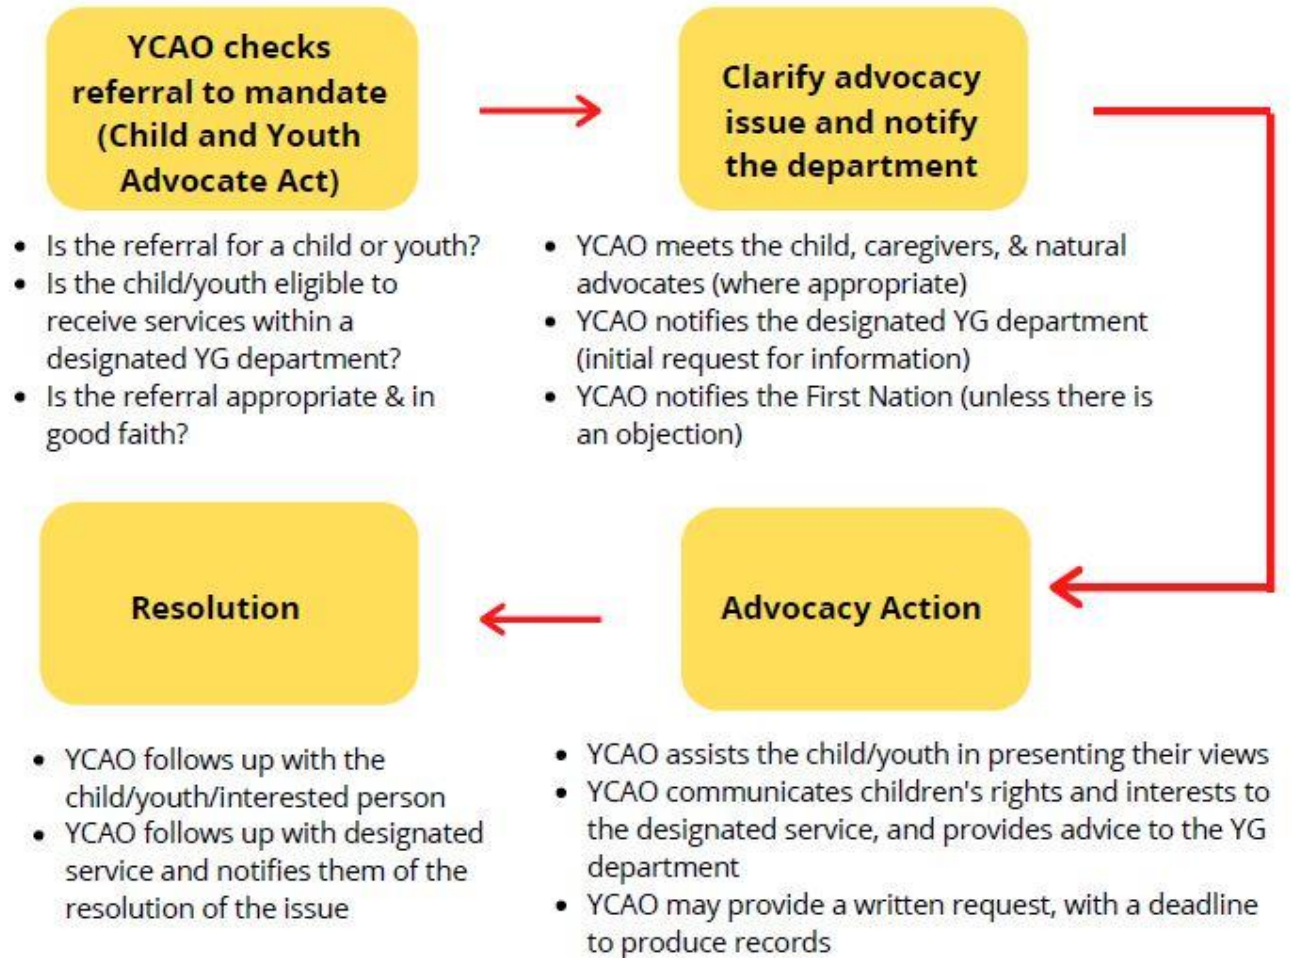 YCAO checks
referral to mandate
(Child and Youth
Advocate Act)
• Is the referral for a child or youth?
• Is the child/youth eligible to
receive services within a
designated YG department?
• Is the referral appropriate & in
good faith?
Clarify advocacy
issue and notify
the department
• YCAO meets the child, caregivers, & natural
advocates (where appropriate)
• YCAO notifies the designated YG department
(initial request for information)
• YCAO notifies the First Nation (unless there is
an objection)
Advocacy Action
• YCAO assists the child/youth in presenting their views
• YCAO communicates children's rights and interests to
the designated service, and provides advice to the YG
department
• YCAO may provide a written request, with a deadline
to produce records
Resolution
• YCAO follows up with the
child/youth/interested person
• YCAO follows up with designated
service and notifies them of the
resolution of the issue